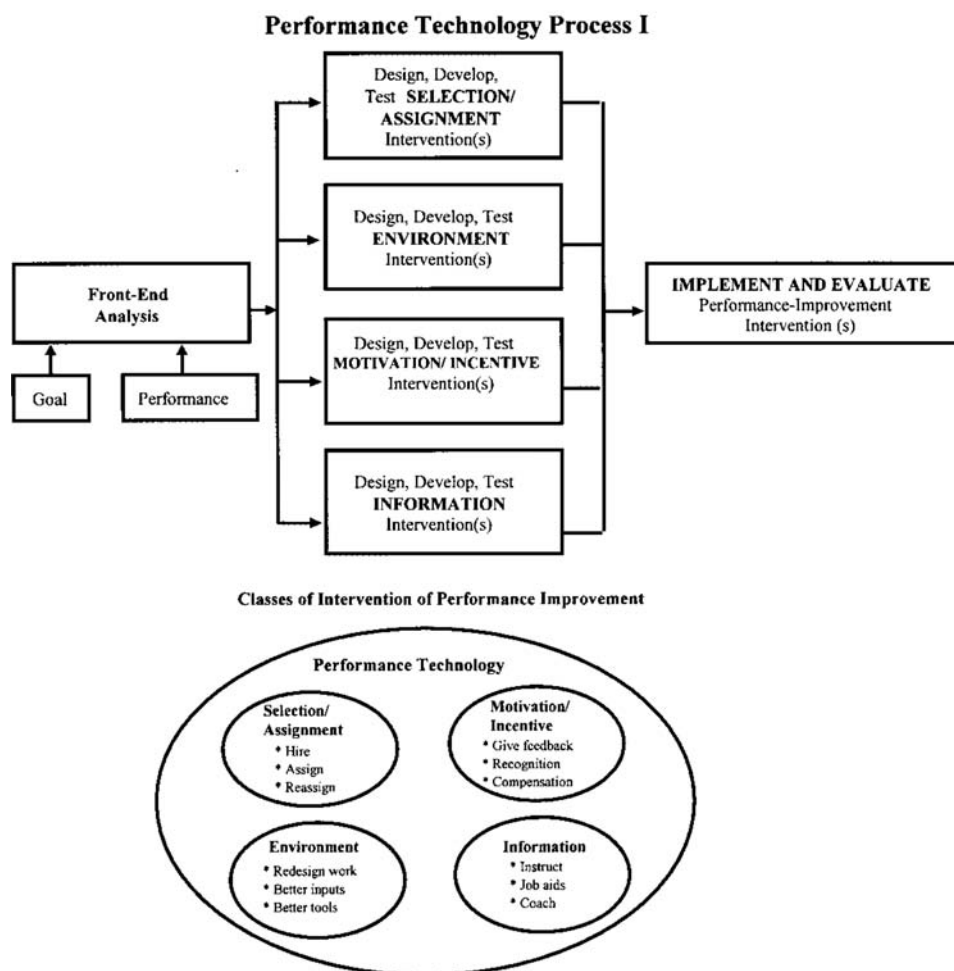 Performance Technology Process I
Design, Develop,
Test SELECTION/
ASSIGNMENT
Intervention(s)
Design, Develop, Test
ENVIRONMENT
Intervention(s)
Front-End
Analysis
IMPLEMENT AND EVALUATE
Performance-Improvement
Intervention (s)
Design, Develop, Test
MOTIVATION/ INCENTIVE
Intervention(s)
Goal
Performance
Design, Develop, Test
INFORMATION
Intervention(s)
Classes of Intervention of Performance Improvement
Performance Technology
Selection/
Assignment
* Hire
* Assign
* Reassign
Motivation/
Incentive
* Give feedback
* Recognition
* Compensation
Environment
* Redesign work
* Better inputs
* Better tools
Information
* Instruct
* Job aids
* Coach